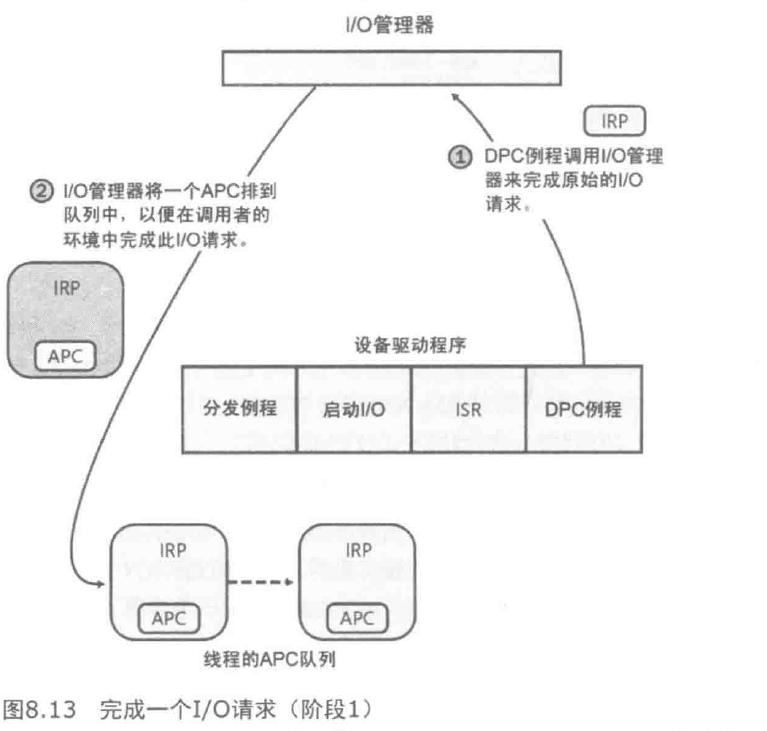 I/O管理器
IRP
① DPC例程调用I/O管理
器来完成原始的I/O
请求。
② I/O管理器将一个APC排到
队列中，以便在调用者的
环境中完成此I/O请求。
IRP
APC
设备驱动程序
分发例程 启动I/O ISR DPC例程
IRP IRP
APC APC
线程的APC队列
图8.13 完成一个I/O请求（阶段1）